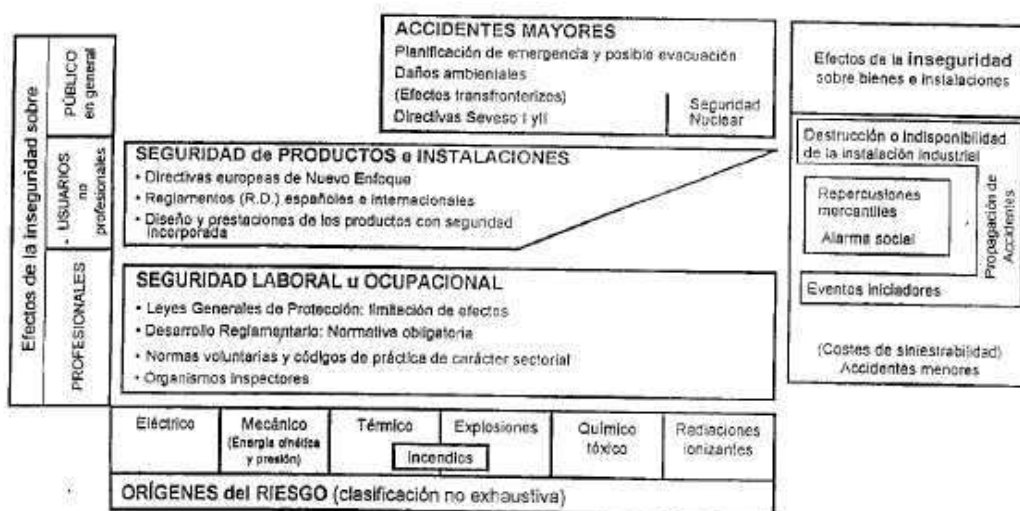 Efectos de la inseguridad sobre
PÚBLICO
en general
• USUARIOS
no
profesionales
PROFESIONALES
ACCIDENTES MAYORES
Planificación de emergencia y posible evacuación
Daños ambientales
(Efectos transfronterizos)
Directivas Seveso I yII
Seguridad
Nuclear
SEGURIDAD de PRODUCTOS e INSTALACIONES
• Directivas europeas de Nuevo Enfoque
• Reglamentos (R.D.) españoles e internacionales
• Diseño y prestaciones de los productos con seguridad
incorporada
SEGURIDAD LABORAL u OCUPACIONAL
• Leyes Generales de Protección: limitación de efectos
• Desarrollo Reglamentario: Normativa obligatoria
• Normas voluntarias y códigos de práctica de carácter sectorial
• Organismos inspectores
Eléctrico
Mecánico
(Energía cinética
y presión)
Térmico
Explosiones
Incendios
Químico
tóxico
Radiaciones
ionizantes
ORÍGENES del RIESGO (clasificación no exhaustiva)
Efectos de la inseguridad
sobre bienes e instalaciones
Destrucción o indisponibilidad
de la instalación industrial
Repercusiones
mercantiles
Alarma social
Propagación de
Accidentes
Eventos iniciadores
(Costes de siniestrabilidad)
Accidentes menores